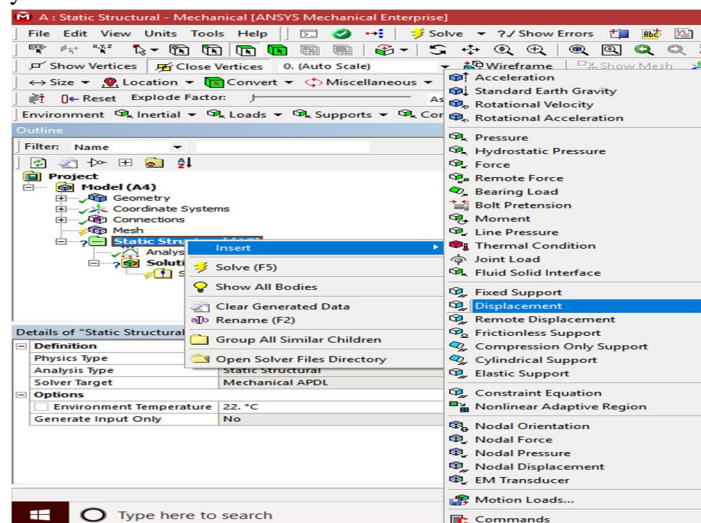 A : Static Structural - Mechanical [ANSYS Mechanical Enterprise]
File Edit View Units Tools Help Solve ?/ Show Errors
Show Vertices Close Vertices 0. (Auto Scale) Wireframe Show Mesh
Size Location Convert Miscellaneous
Reset Explode Factor: As
Environment Inertial Loads Supports Con
Outline
Filter: Name
Project
Model (A4)
Geometry
Coordinate Systems
Connections
Mesh
Static Stru
Analys
Soluti
S
Insert
Solve (F5)
Show All Bodies
Clear Generated Data
Rename (F2)
Group All Similar Children
Open Solver Files Directory
Details of "Static Structural
Definition
Physics Type
Analysis Type Static Structural
Solver Target Mechanical APDL
Options
Environment Temperature 22. °C
Generate Input Only No
Acceleration
Standard Earth Gravity
Rotational Velocity
Rotational Acceleration
Pressure
Hydrostatic Pressure
Force
Remote Force
Bearing Load
Bolt Pretension
Moment
Line Pressure
Thermal Condition
Joint Load
Fluid Solid Interface
Fixed Support
Displacement
Remote Displacement
Frictionless Support
Compression Only Support
Cylindrical Support
Elastic Support
Constraint Equation
Nonlinear Adaptive Region
Nodal Orientation
Nodal Force
Nodal Pressure
Nodal Displacement
EM Transducer
Motion Loads...
Commands
Type here to search